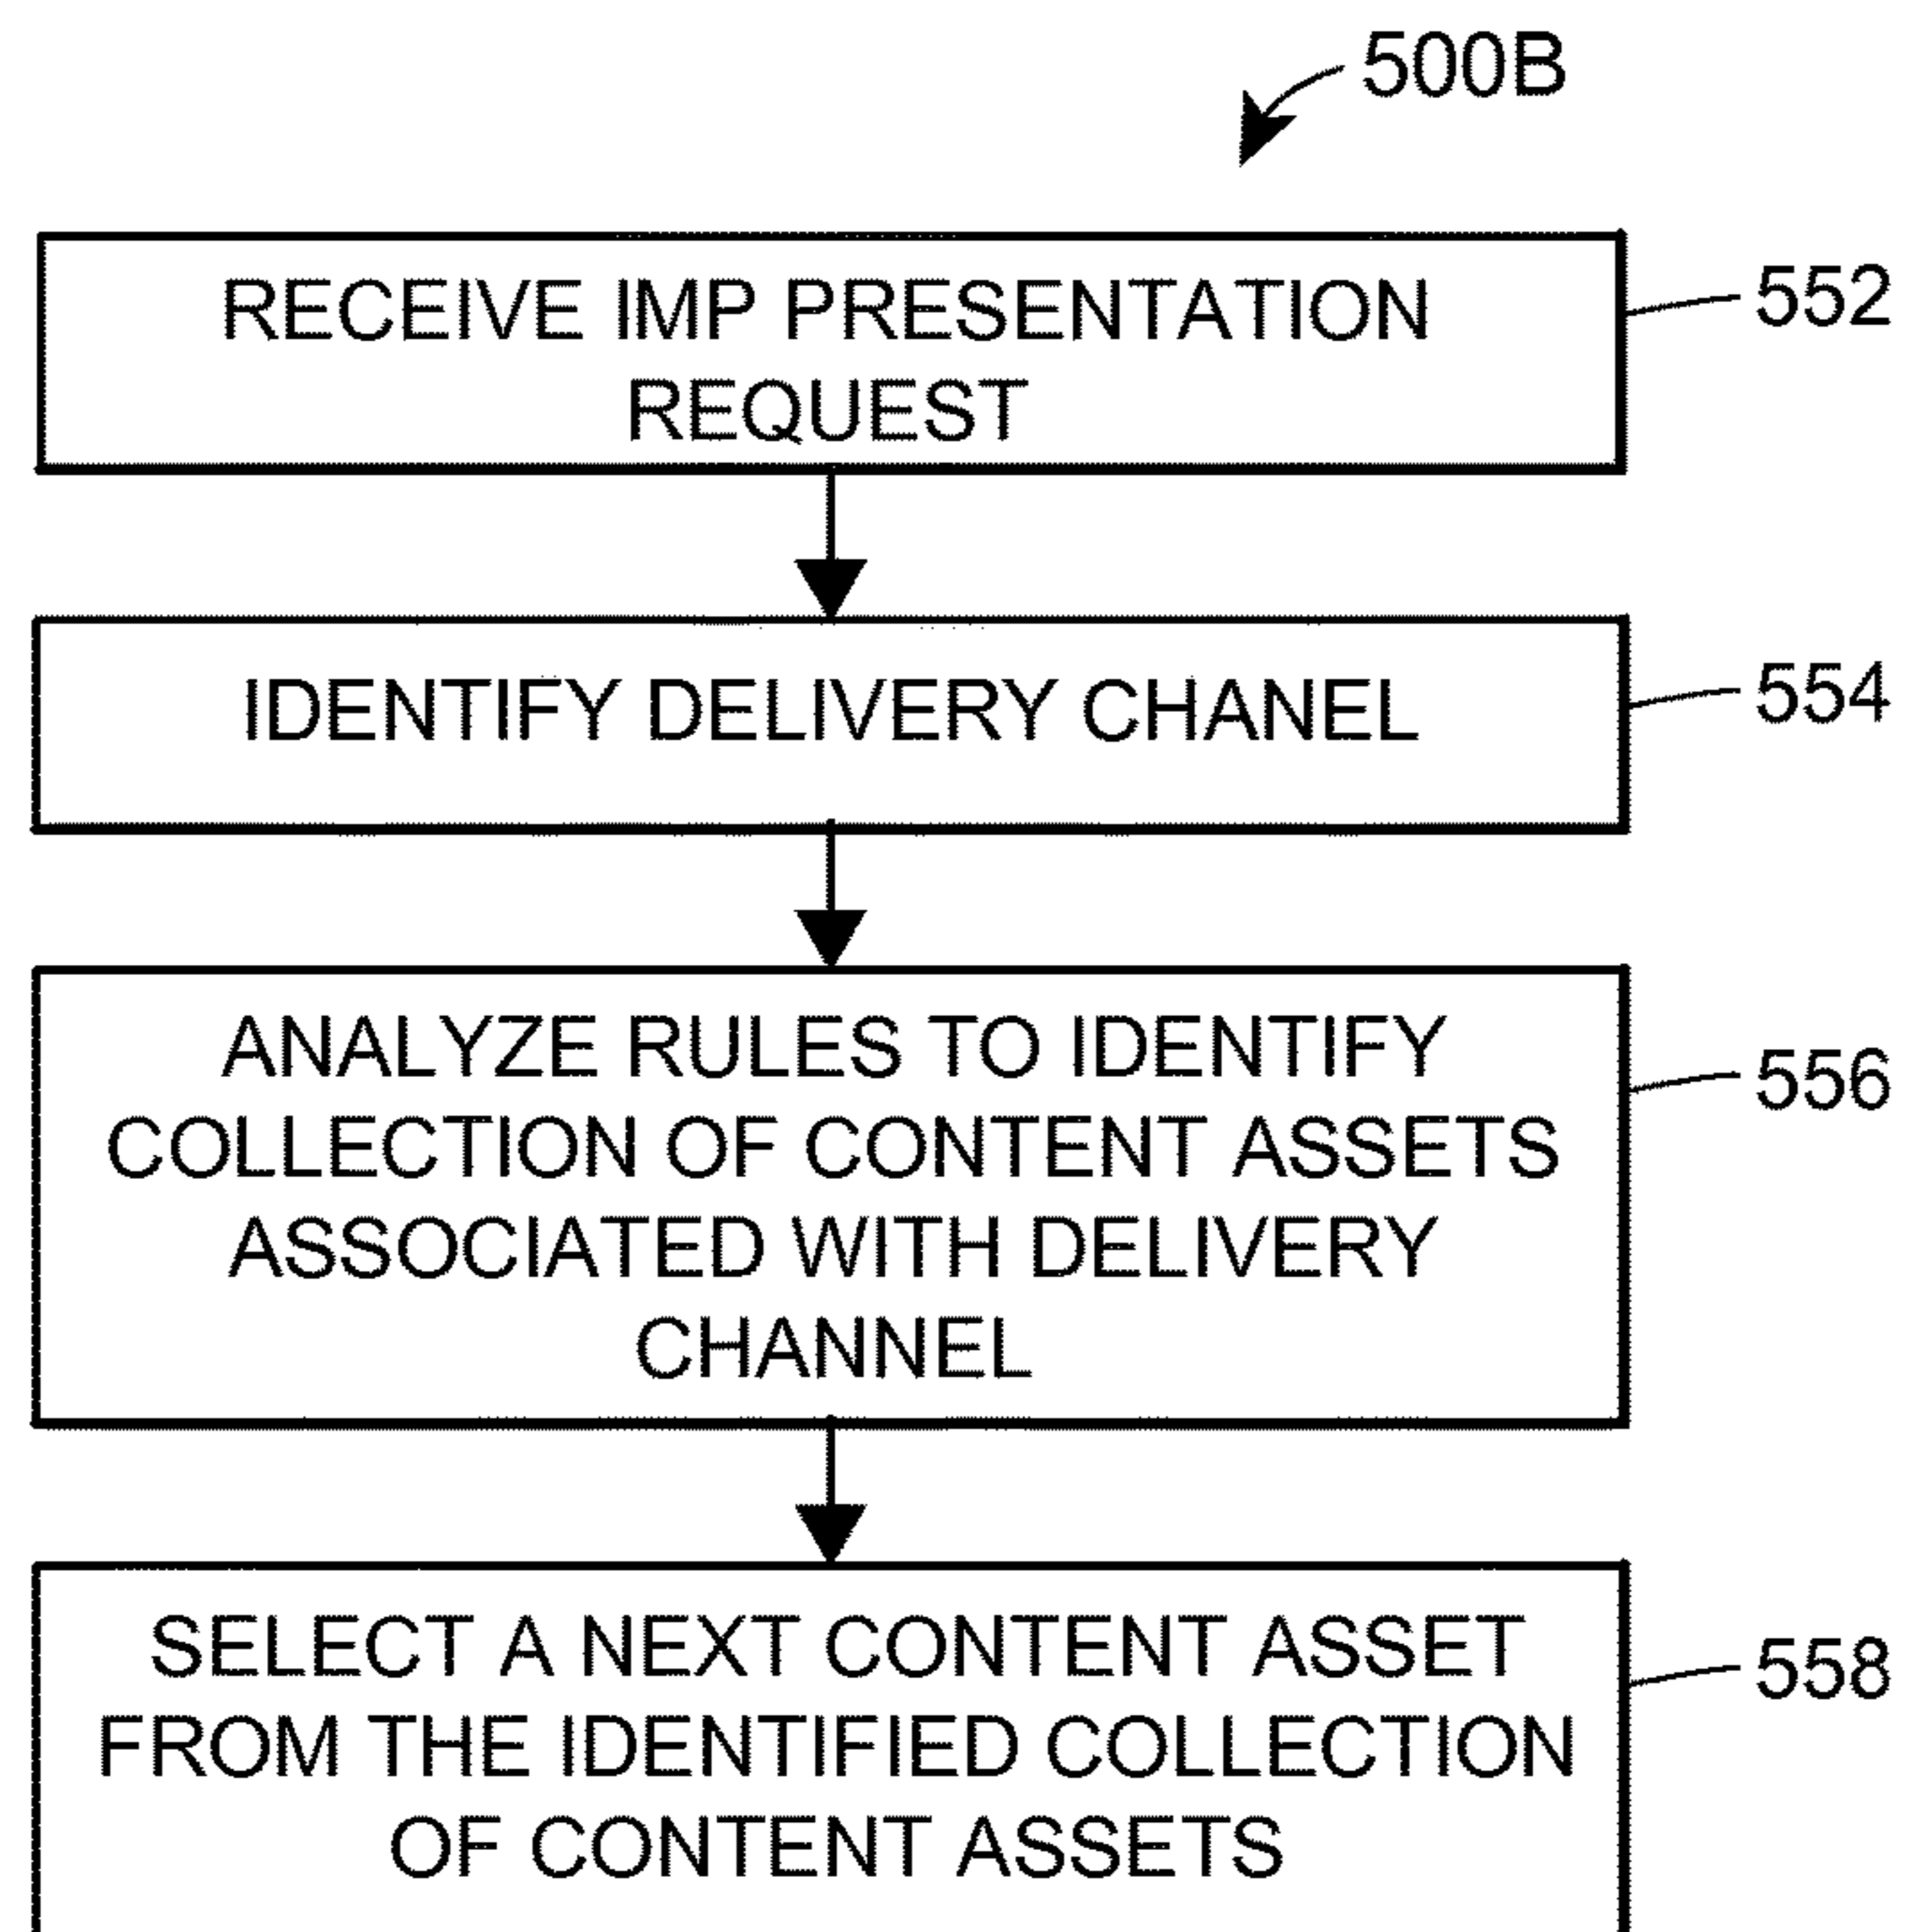 500B
RECEIVE IMP PRESENTATION
REQUEST
552
IDENTIFY DELIVERY CHANEL
554
ANALYZE RULES TO IDENTIFY
COLLECTION OF CONTENT ASSETS
ASSOCIATED WITH DELIVERY
CHANNEL
556
SELECT A NEXT CONTENT ASSET
FROM THE IDENTIFIED COLLECTION
OF CONTENT ASSETS
558